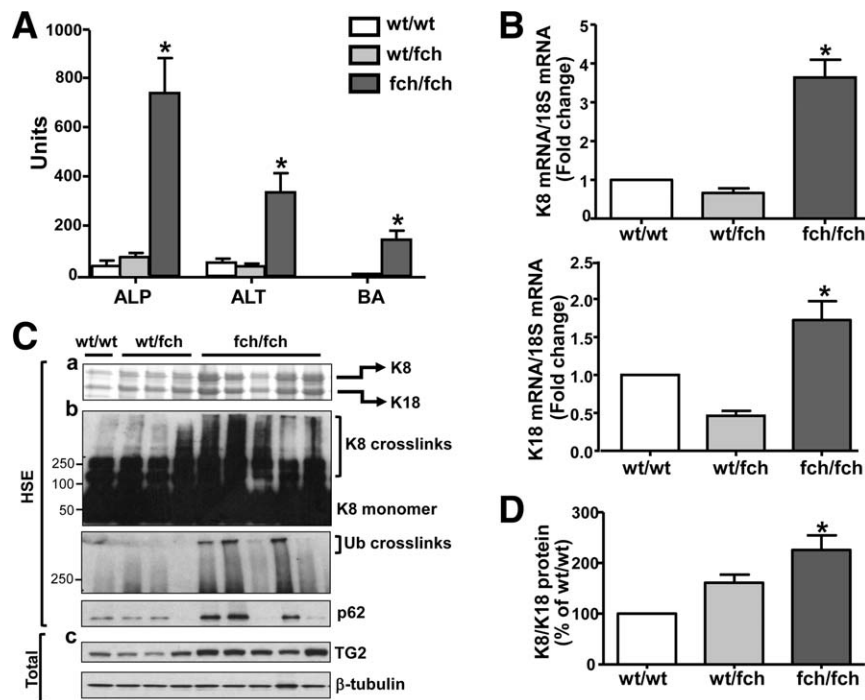 A
wt/wt
wt/fch
fch/fch
1000
800
600
400
200
0
Units
*
*
*
ALP
ALT
BA
B
K8 mRNA/18S mRNA
(Fold change)
5
4
3
2
1
0
*
wt/wt
wt/fch
fch/fch
K18 mRNA/18S mRNA
(Fold change)
2.5
2.0
1.5
1.0
0.5
0
*
wt/wt
wt/fch
fch/fch
C
wt/wt
wt/fch
fch/fch
HSE
a
K8
K18
b
K8 crosslinks
250
100
50
K8 monomer
Ub crosslinks
250
p62
Total
c
TG2
β-tubulin
D
K8/K18 protein
(% of wt/wt)
300
200
100
0
*
wt/wt
wt/fch
fch/fch